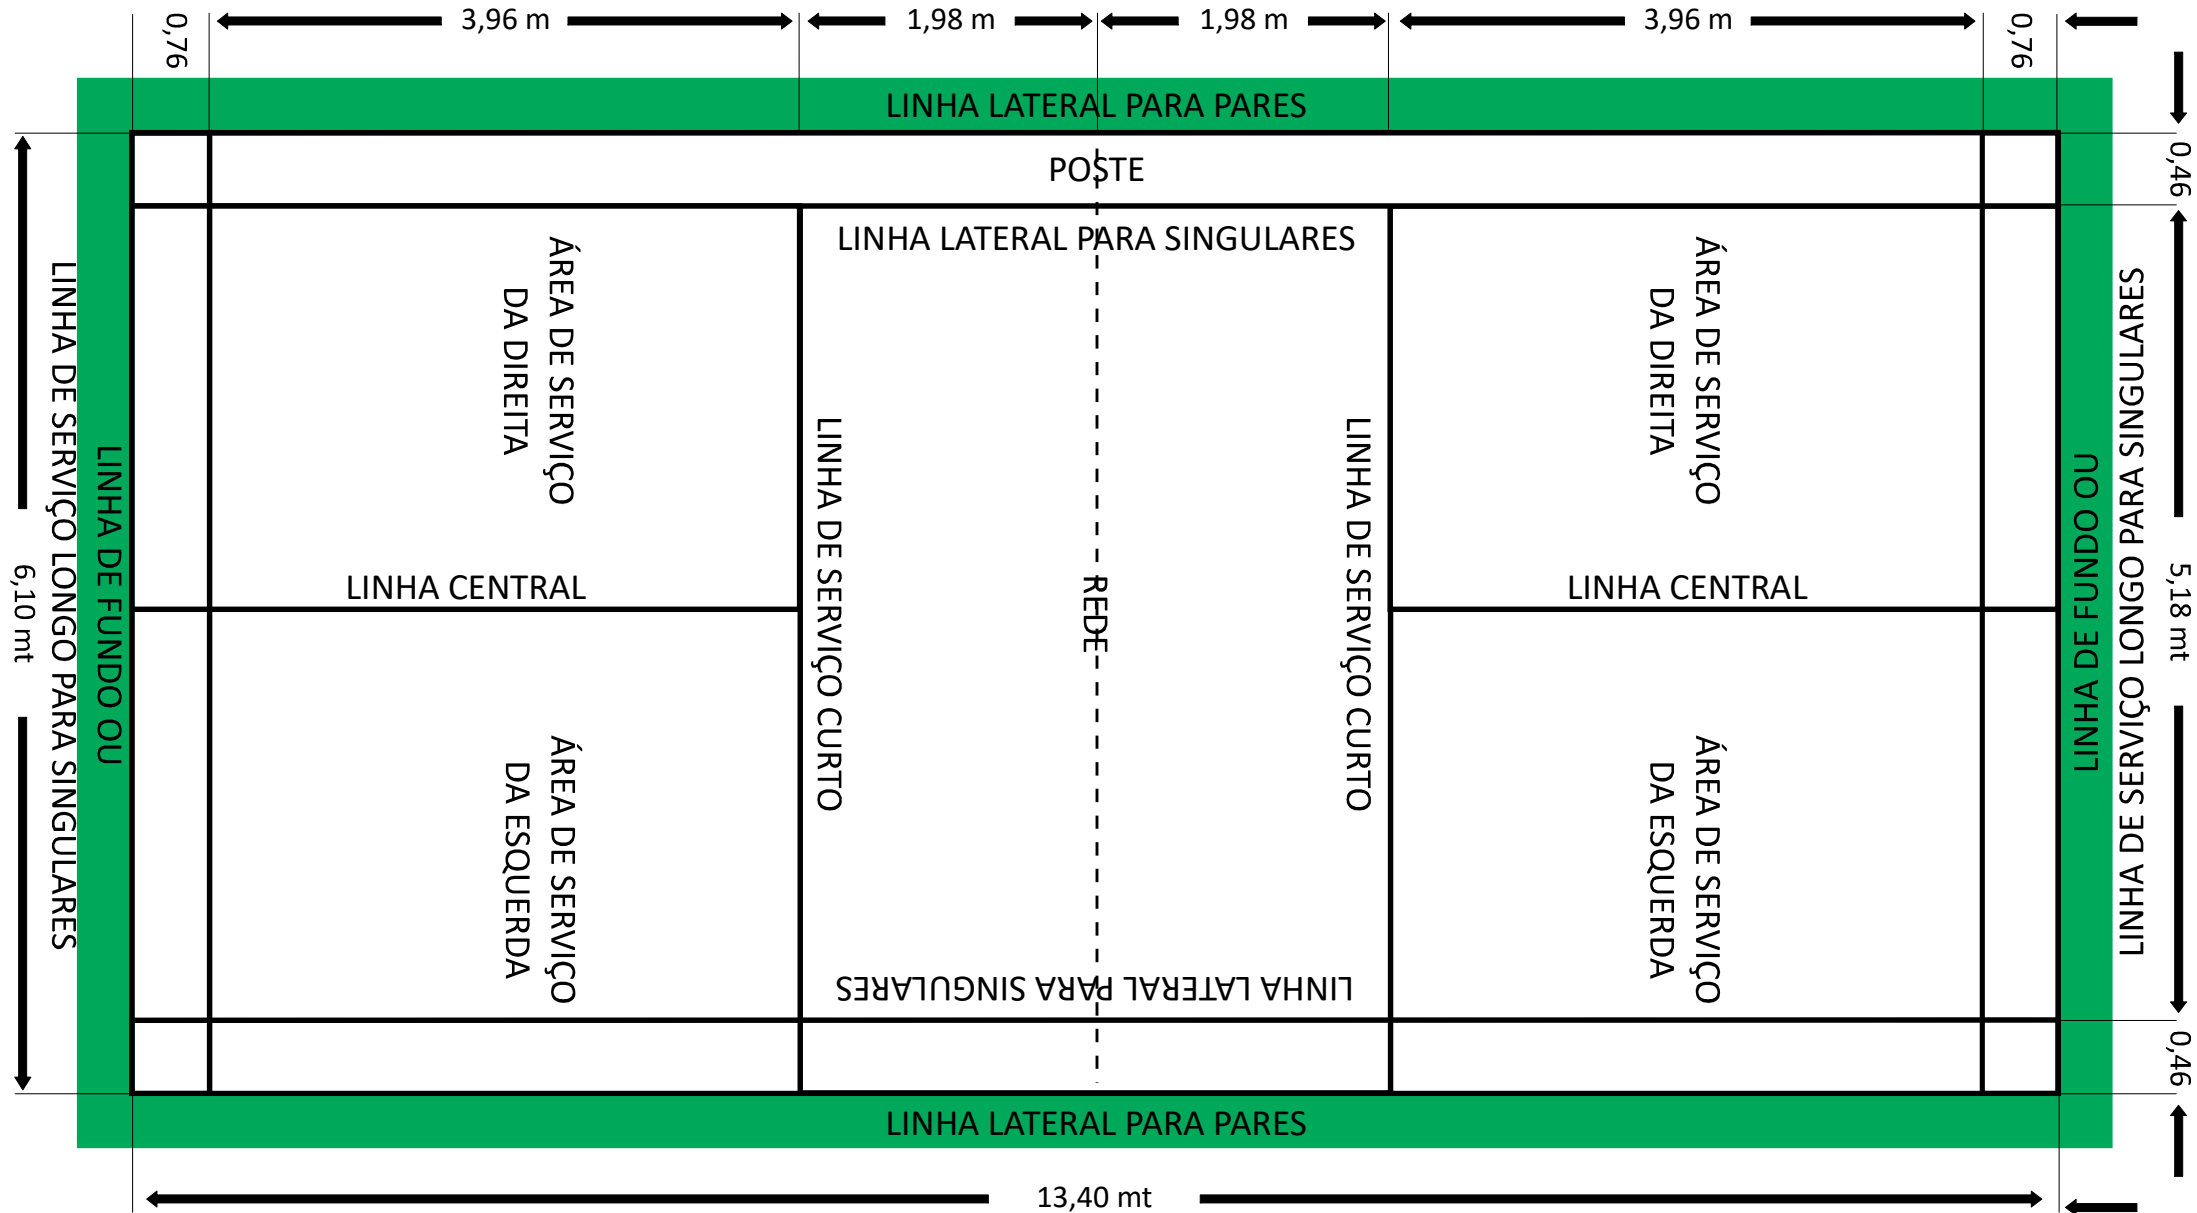 0,76
3,96 m
1,98 m
1,98 m
3,96 m
0,76
LINHA LATERAL PARA PARES
0,46
POSTE
LINHA LATERAL PARA SINGULARES
ÁREA DE SERVIÇO
DA DIREITA
ÁREA DE SERVIÇO
DA DIREITA
LINHA DE SERVIÇO CURTO
LINHA DE SERVIÇO CURTO
LINHA DE FUNDO OU
LINHA DE SERVIÇO LONGO PARA SINGULARES
6,10 mt
LINHA CENTRAL
REDE
LINHA CENTRAL
LINHA DE FUNDO OU
LINHA DE SERVIÇO LONGO PARA SINGULARES
5,18 mt
ÁREA DE SERVIÇO
DA ESQUERDA
ÁREA DE SERVIÇO
DA ESQUERDA
LINHA LATERAL PARA SINGULARES
0,46
LINHA LATERAL PARA PARES
13,40 mt